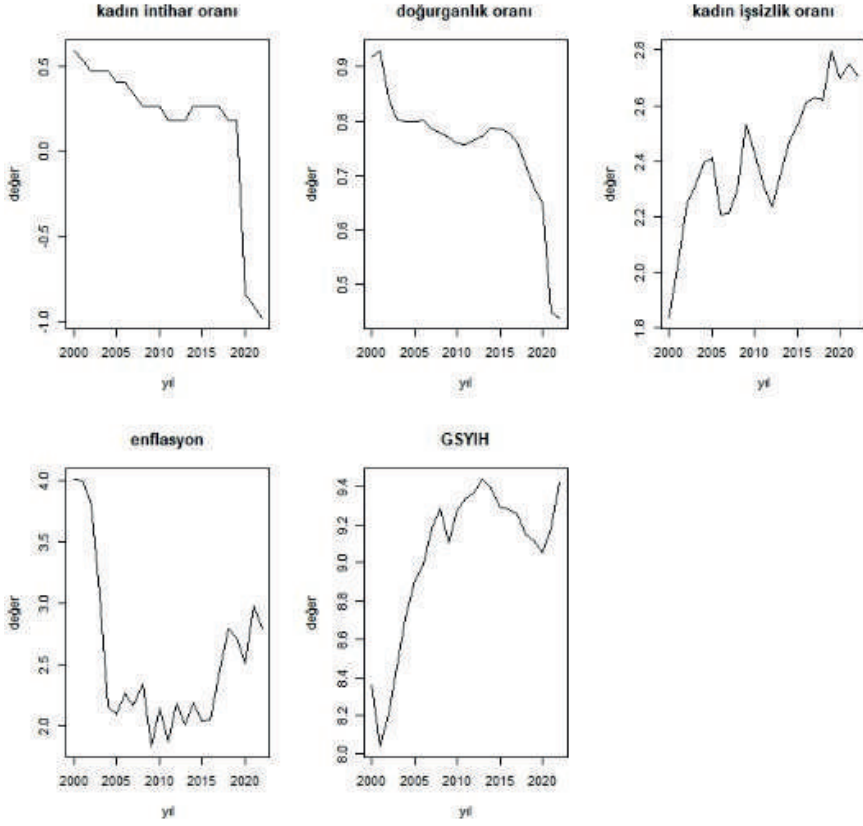 kadın intihar oranı
değer
0.5
0.0
-0.5
-1.0
2000 2005 2010 2015 2020
yıl
doğurganlık oranı
değer
0.9
0.8
0.7
0.6
0.5
2000 2005 2010 2015 2020
yıl
kadın işsizlik oranı
değer
2.8
2.6
2.4
2.2
2.0
1.8
2000 2005 2010 2015 2020
yıl
enflasyon
değer
4.0
3.5
3.0
2.5
2.0
2000 2005 2010 2015 2020
yıl
GSYIH
değer
9.4
9.2
9.0
8.8
8.6
8.4
8.2
8.0
2000 2005 2010 2015 2020
yıl